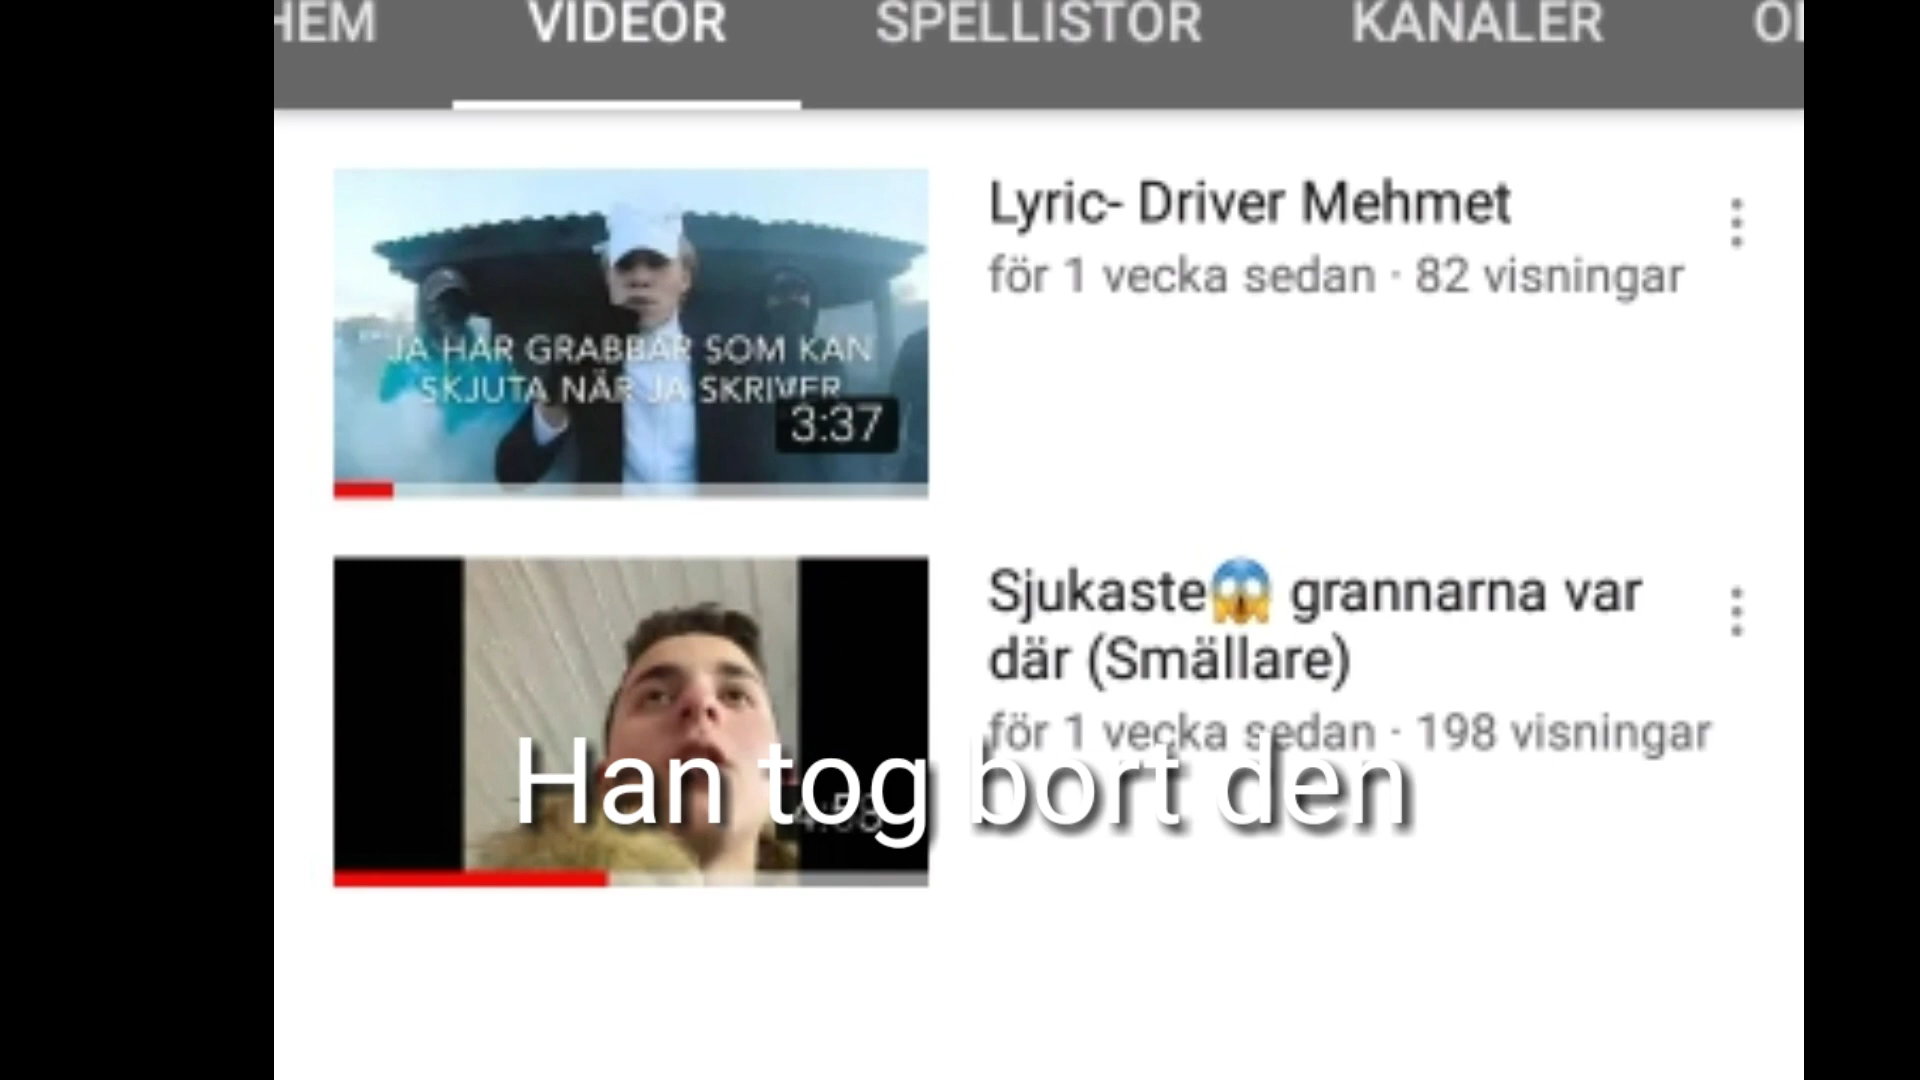 HEM VIDEOR SPELLISTOR KANALER
Lyric- Driver Mehmet
för 1 vecka sedan · 82 visningar
JA HAR GRABBAR SOM KAN
SKJUTA NÄR JA SKRIVER
3:37
Sjukaste😱 grannarna var
där (Smällare)
för 1 vecka sedan · 198 visningar
Han tog bort den
4:58